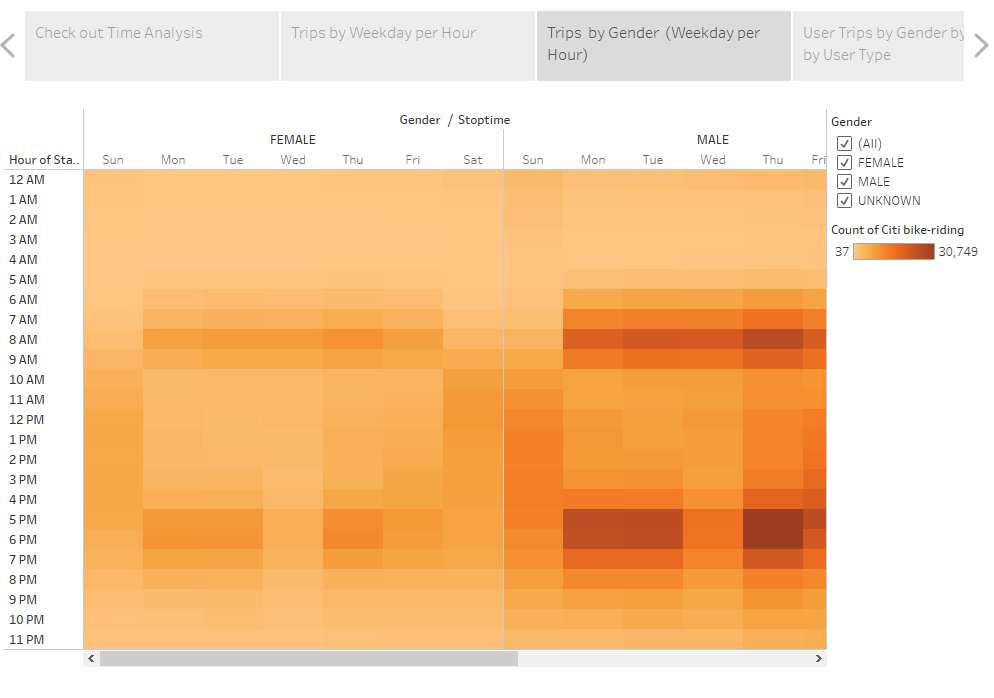 Check out Time Analysis
Trips by Weekday per Hour
Trips by Gender (Weekday per
Hour)
User Trips by Gender by
by User Type
Gender / Stoptime
FEMALE
MALE
Hour of Sta..
Sun Mon Tue Wed Thu Fri Sat Sun Mon Tue Wed Thu Fri
12 AM
1 AM
2 AM
3 AM
4 AM
5 AM
6 AM
7 AM
8 AM
9 AM
10 AM
11 AM
12 PM
1 PM
2 PM
3 PM
4 PM
5 PM
6 PM
7 PM
8 PM
9 PM
10 PM
11 PM
Gender
(All)
FEMALE
MALE
UNKNOWN
Count of Citi bike-riding
37 30,749